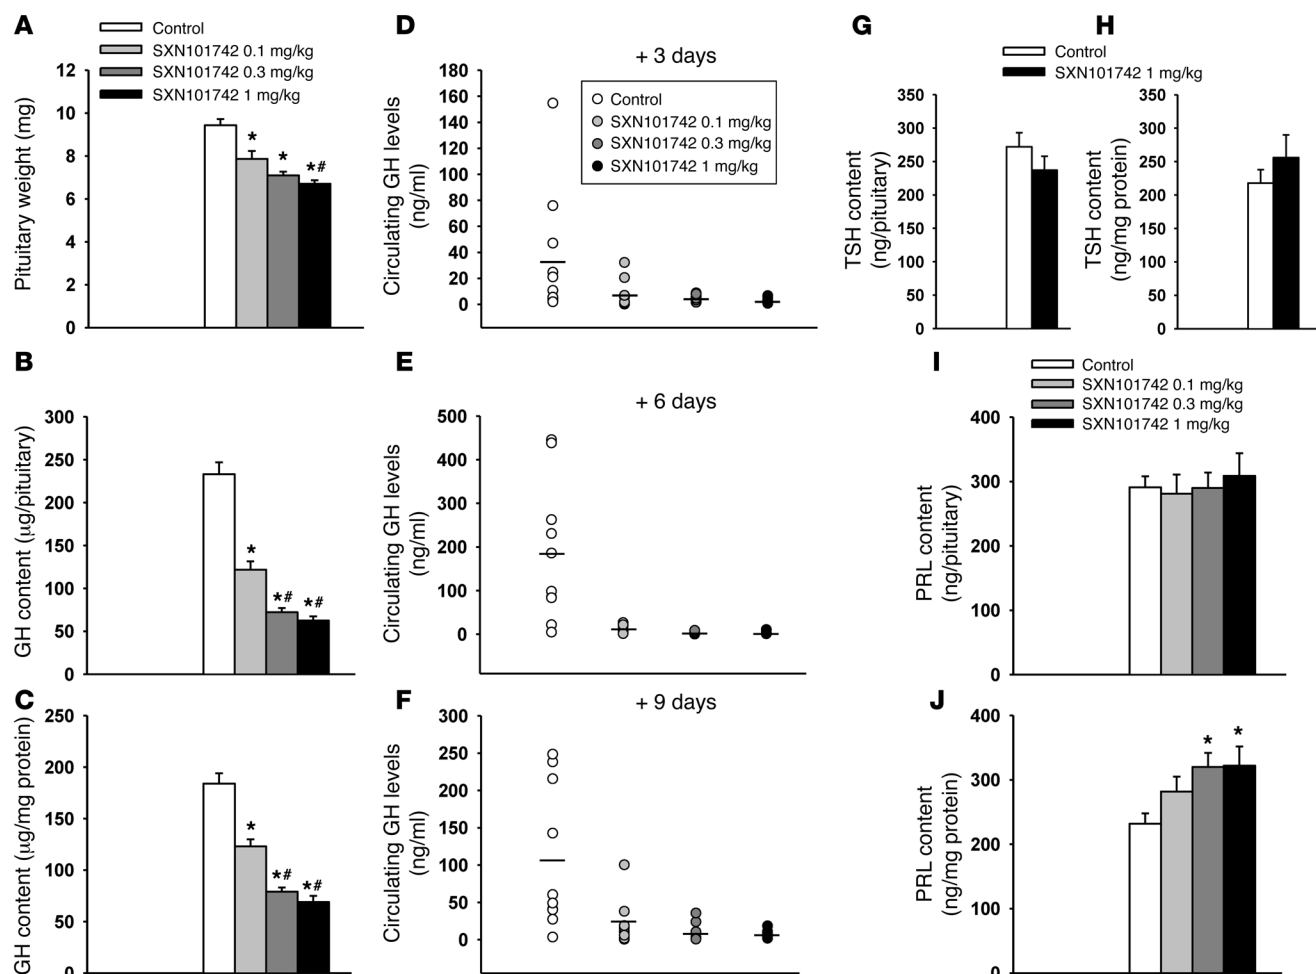 A
Control
SXN101742 0.1 mg/kg
SXN101742 0.3 mg/kg
SXN101742 1 mg/kg
Pituitary weight (mg)
12
10
8
6
4
2
0
*
*
*#
B
GH content (µg/pituitary)
300
250
200
150
100
50
0
*
*#
*#
C
GH content (µg/mg protein)
250
200
150
100
50
0
*
*#
*#
D
+ 3 days
Circulating GH levels
(ng/ml)
180
160
140
120
100
80
60
40
20
0
Control
SXN101742 0.1 mg/kg
SXN101742 0.3 mg/kg
SXN101742 1 mg/kg
E
+ 6 days
Circulating GH levels
(ng/ml)
500
400
300
200
100
0
F
+ 9 days
Circulating GH levels
(ng/ml)
300
250
200
150
100
50
0
G
H
Control
SXN101742 1 mg/kg
TSH content
(ng/pituitary)
350
300
250
200
150
100
50
0
TSH content
(ng/mg protein)
350
300
250
200
150
100
50
0
I
Control
SXN101742 0.1 mg/kg
SXN101742 0.3 mg/kg
SXN101742 1 mg/kg
PRL content
(ng/pituitary)
400
300
200
100
0
J
PRL content
(ng/mg protein)
400
300
200
100
0
*
*